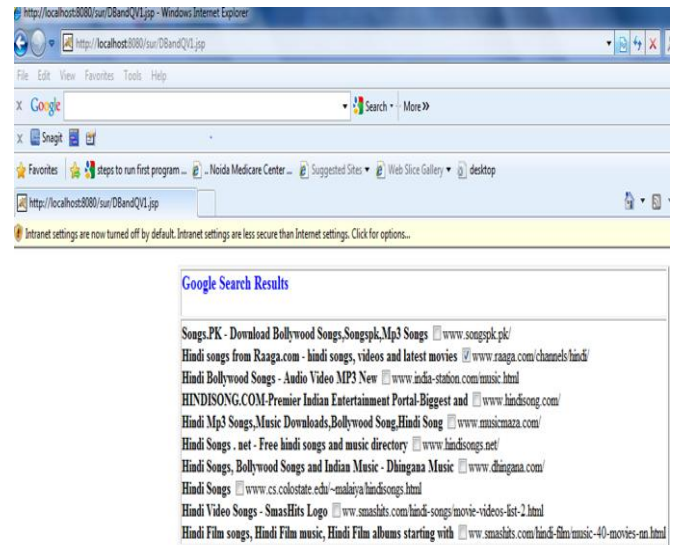 http://localhost:8080/sur/DBandQV1.jsp - Windows Internet Explorer
http://localhost:8080/sur/DBandQV1.jsp
File Edit View Favorites Tools Help
x Google Search More »
x Snagit
Favorites steps to run first program ... - Noida Medicare Center ... Suggested Sites Web Slice Gallery desktop
http://localhost:8080/sur/DBandQV1.jsp
Intranet settings are now turned off by default. Intranet settings are less secure than Internet settings. Click for options...
Google Search Results
Songs.PK - Download Bollywood Songs,Songspk,Mp3 Songs www.songspk.pk/
Hindi songs from Raaga.com - hindi songs, videos and latest movies www.raaga.com/channels/hindi/
Hindi Bollywood Songs - Audio Video MP3 New www.india-station.com/music.html
HINDISONG.COM-Premier Indian Entertainment Portal-Biggest and www.hindisong.com/
Hindi Mp3 Songs,Music Downloads,Bollywood Song,Hindi Song www.musicmaza.com/
Hindi Songs . net - Free hindi songs and music directory www.hindisongs.net/
Hindi Songs, Bollywood Songs and Indian Music - Dhingana Music www.dhingana.com/
Hindi Songs www.cs.colostate.edu/~malaiya/hindisongs.html
Hindi Video Songs - SmasHits Logo ww.smashits.com/hindi-songs/movie-videos-list-2.html
Hindi Film songs, Hindi Film music, Hindi Film albums starting with ww.smashits.com/hindi-film/music-40-movies-nn.html